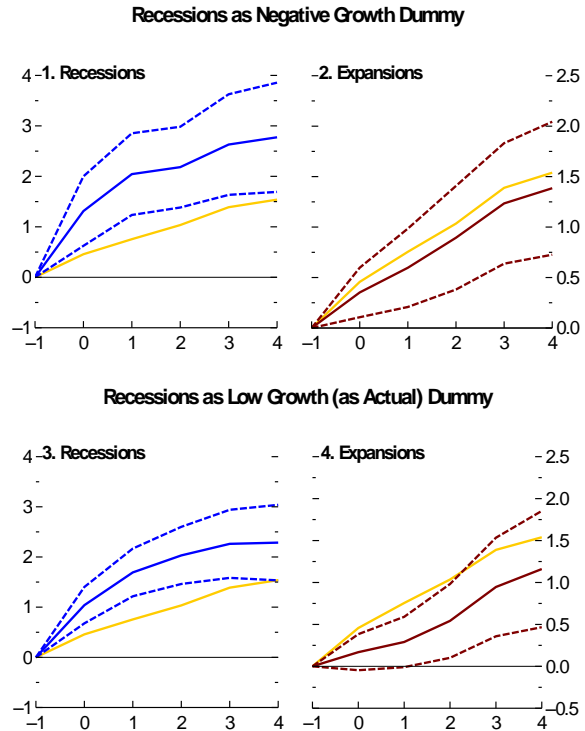 Recessions as Negative Growth Dummy
1. Recessions
4
3
2
1
0
–1
–1 0 1 2 3 4
2. Expansions
2.5
2.0
1.5
1.0
0.5
0.0
–1 0 1 2 3 4
Recessions as Low Growth (as Actual) Dummy
3. Recessions
4
3
2
1
0
–1
–1 0 1 2 3 4
4. Expansions
2.5
2.0
1.5
1.0
0.5
0.0
–0.5
–1 0 1 2 3 4